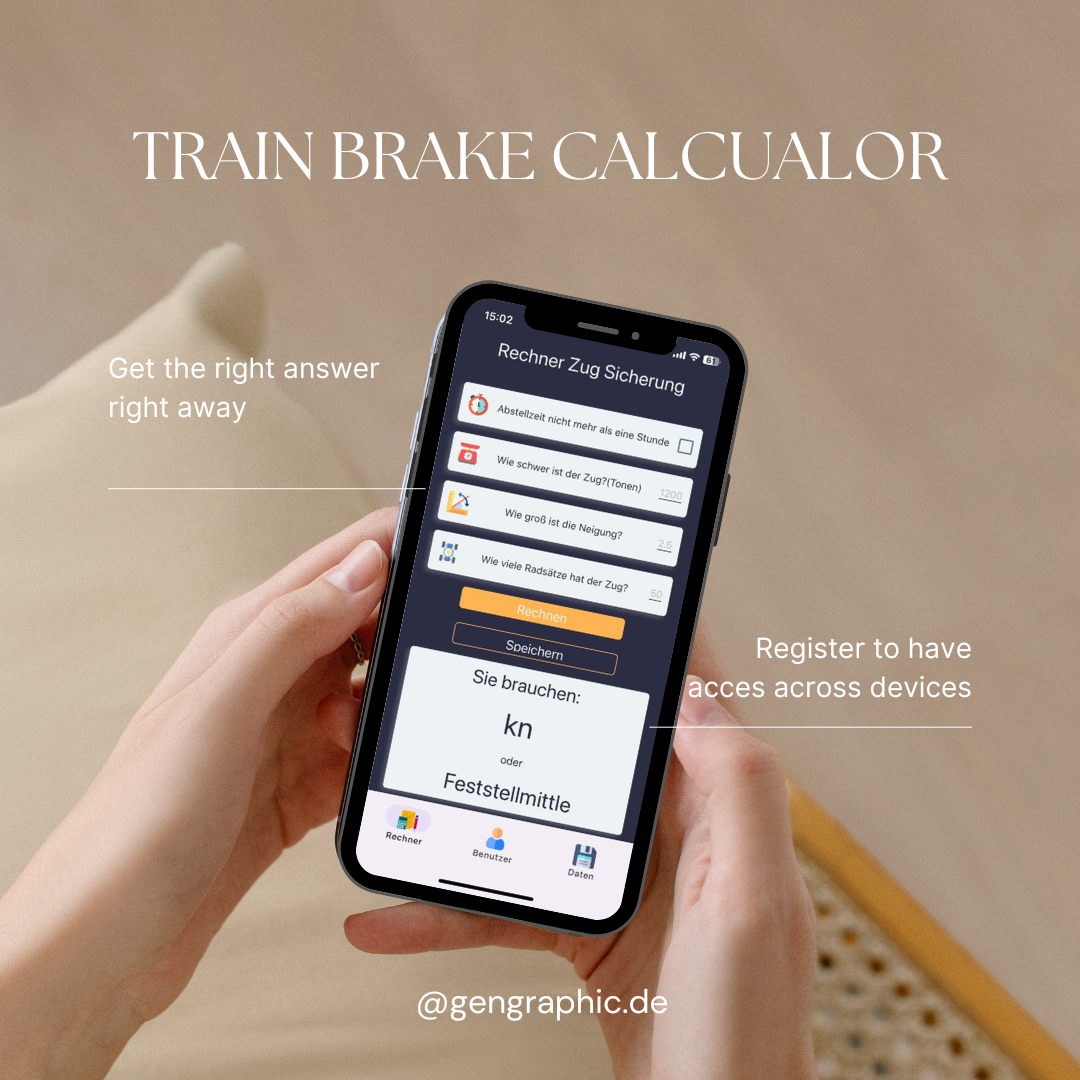 TRAIN BRAKE CALCUALOR
Get the right answer
right away
15:02
61
Rechner Zug Sicherung
Abstellzeit nicht mehr als eine Stunde
Wie schwer ist der Zug?(Tonen)
1200
Wie groß ist die Neigung?
2.5
Wie viele Radsätze hat der Zug?
50
Rechnen
Speichern
Sie brauchen:
kn
oder
Feststellmittle
Rechner
Benutzer
Daten
Register to have
acces across devices
@gengraphic.de